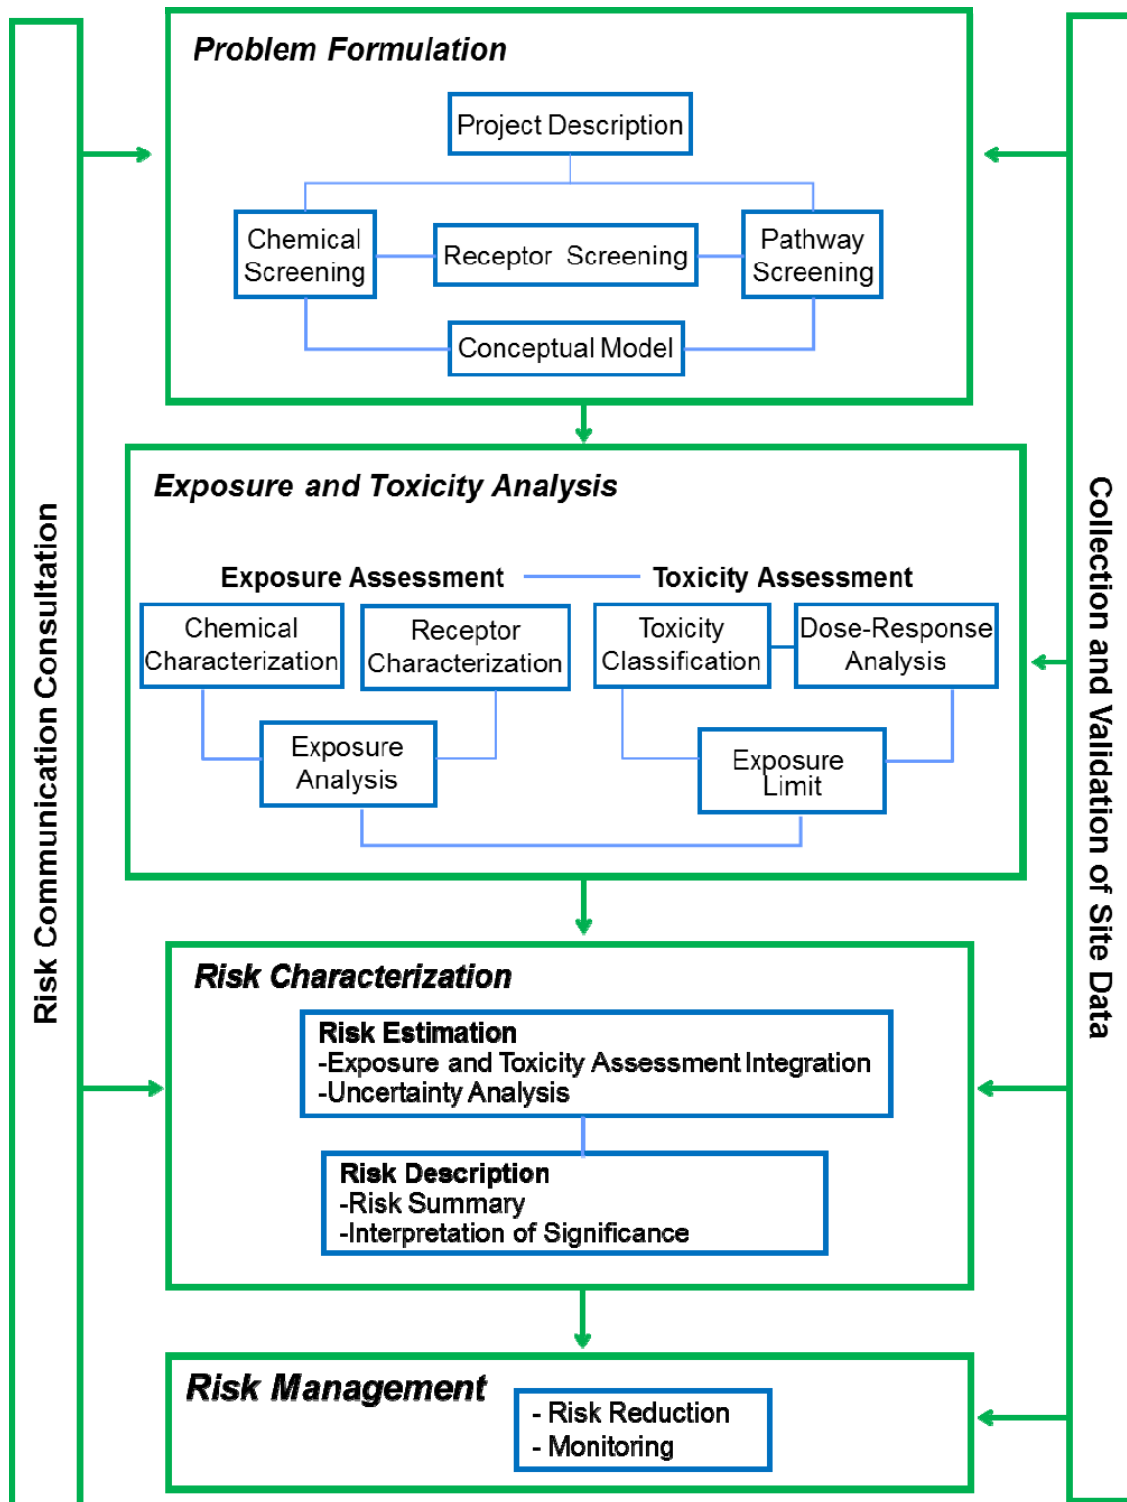 Problem Formulation
Project Description
Chemical
Screening
Receptor Screening
Pathway
Screening
Conceptual Model
Exposure and Toxicity Analysis
Exposure Assessment
Toxicity Assessment
Chemical
Characterization
Receptor
Characterization
Toxicity
Classification
Dose-Response
Analysis
Exposure
Analysis
Exposure
Limit
Risk Characterization
Risk Estimation
-Exposure and Toxicity Assessment Integration
-Uncertainty Analysis
Risk Description
-Risk Summary
-Interpretation of Significance
Risk Management
- Risk Reduction
- Monitoring
Risk Communication Consultation
Collection and Validation of Site Data